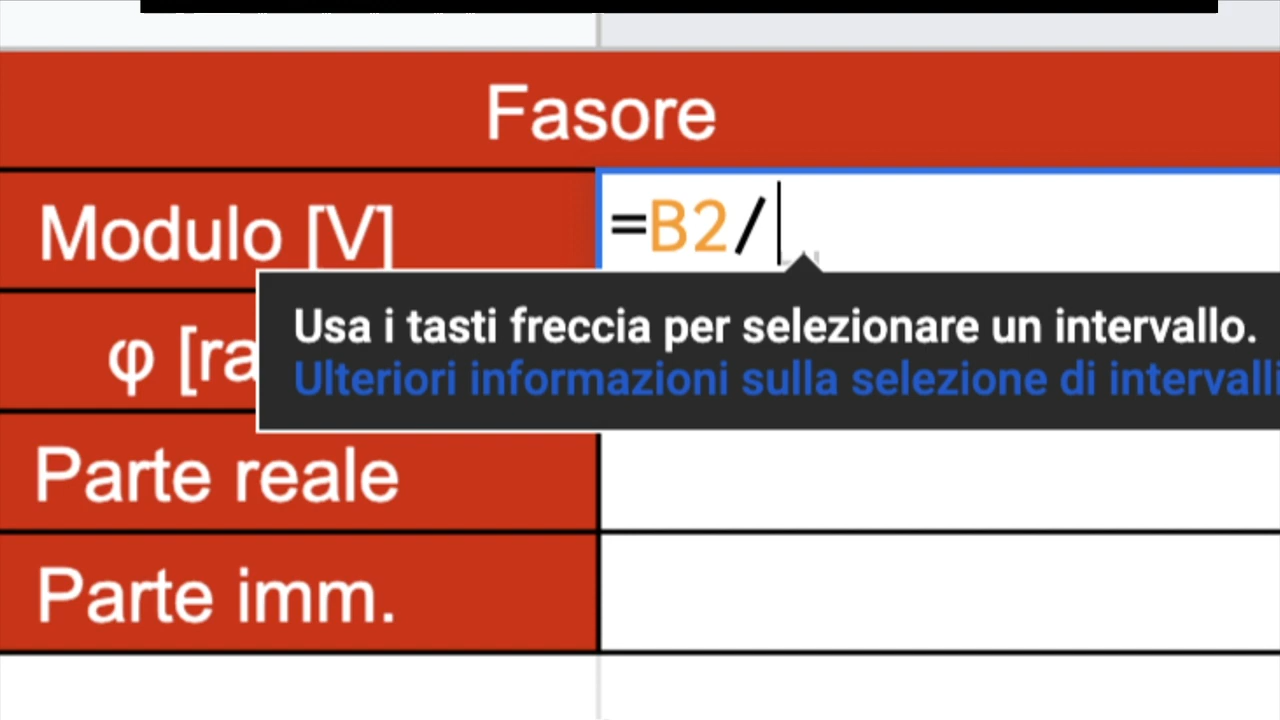 Fasore
Modulo [V]
=B2/
φ [ra
Usa i tasti freccia per selezionare un intervallo.
Ulteriori informazioni sulla selezione di intervalli
Parte reale
Parte imm.